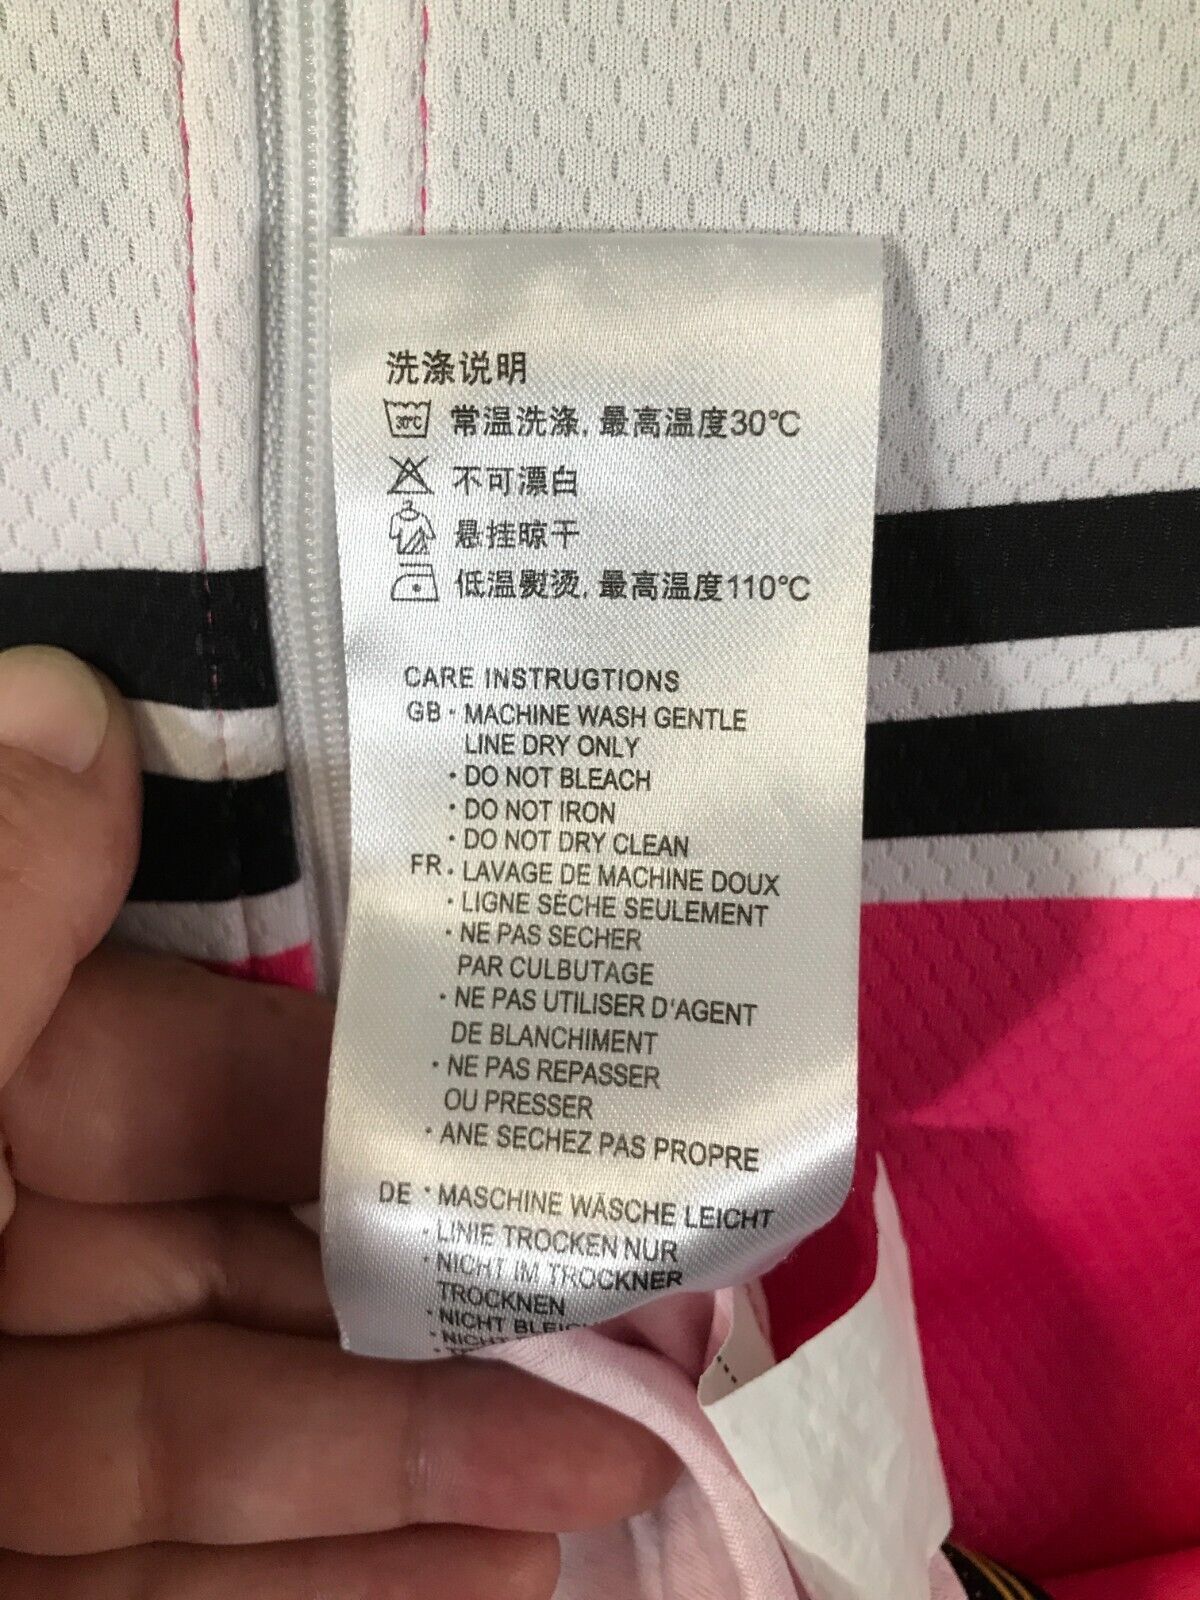 洗涤说明
30°C 常温洗涤, 最高温度30°C
不可漂白
悬挂晾干
低温熨烫, 最高温度110°C
CARE INSTRUGTIONS
GB · MACHINE WASH GENTLE
LINE DRY ONLY
· DO NOT BLEACH
· DO NOT IRON
· DO NOT DRY CLEAN
FR · LAVAGE DE MACHINE DOUX
· LIGNE SÈCHE SEULEMENT
· NE PAS SECHER
PAR CULBUTAGE
· NE PAS UTILISER D'AGENT
DE BLANCHIMENT
· NE PAS REPASSER
OU PRESSER
· ANE SECHEZ PAS PROPRE
DE · MASCHINE WÄSCHE LEICHT
· LINIE TROCKEN NUR
· NICHT IM TROCKNER
TROCKNEN
· NICHT
· NICHT